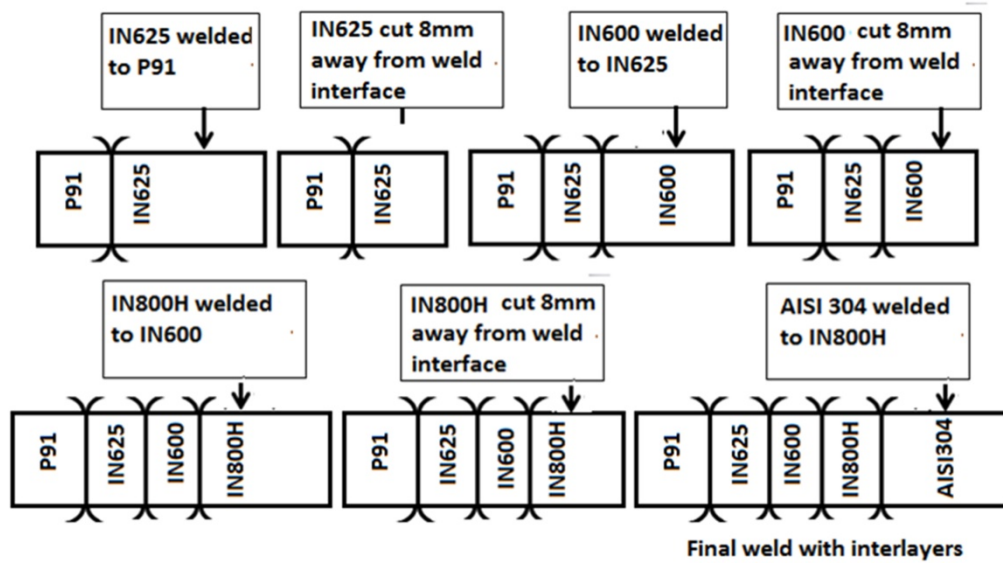 IN625 welded
to P91
IN625 cut 8mm
away from weld
interface
IN600 welded
to IN625
IN600 cut 8mm
away from weld
interface
P91
IN625
P91
IN625
P91
IN625
IN600
P91
IN625
IN600
IN800H welded
to IN600
IN800H cut 8mm
away from weld
interface
AISI 304 welded
to IN800H
P91
IN625
IN600
IN800H
P91
IN625
IN600
IN800H
P91
IN625
IN600
IN800H
AISI304
Final weld with interlayers